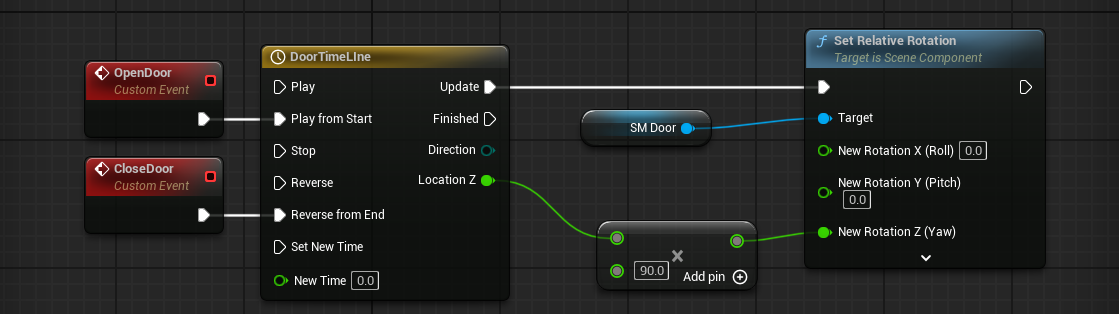 OpenDoor
Custom Event
CloseDoor
Custom Event
DoorTimeLIne
Play
Update
Play from Start
Finished
Stop
Direction
Reverse
Location Z
Reverse from End
Set New Time
New Time 0.0
SM Door
90.0
Add pin
Set Relative Rotation
Target is Scene Component
Target
New Rotation X (Roll) 0.0
New Rotation Y (Pitch)
0.0
New Rotation Z (Yaw)